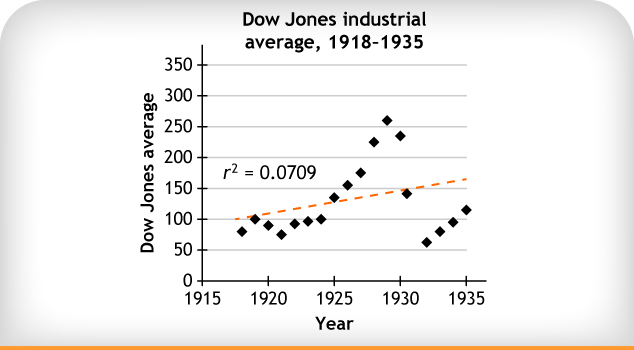 Dow Jones industrial
average, 1918–1935
Dow Jones average
350
300
250
200
150
100
50
0
r² = 0.0709
1915 1920 1925 1930 1935
Year